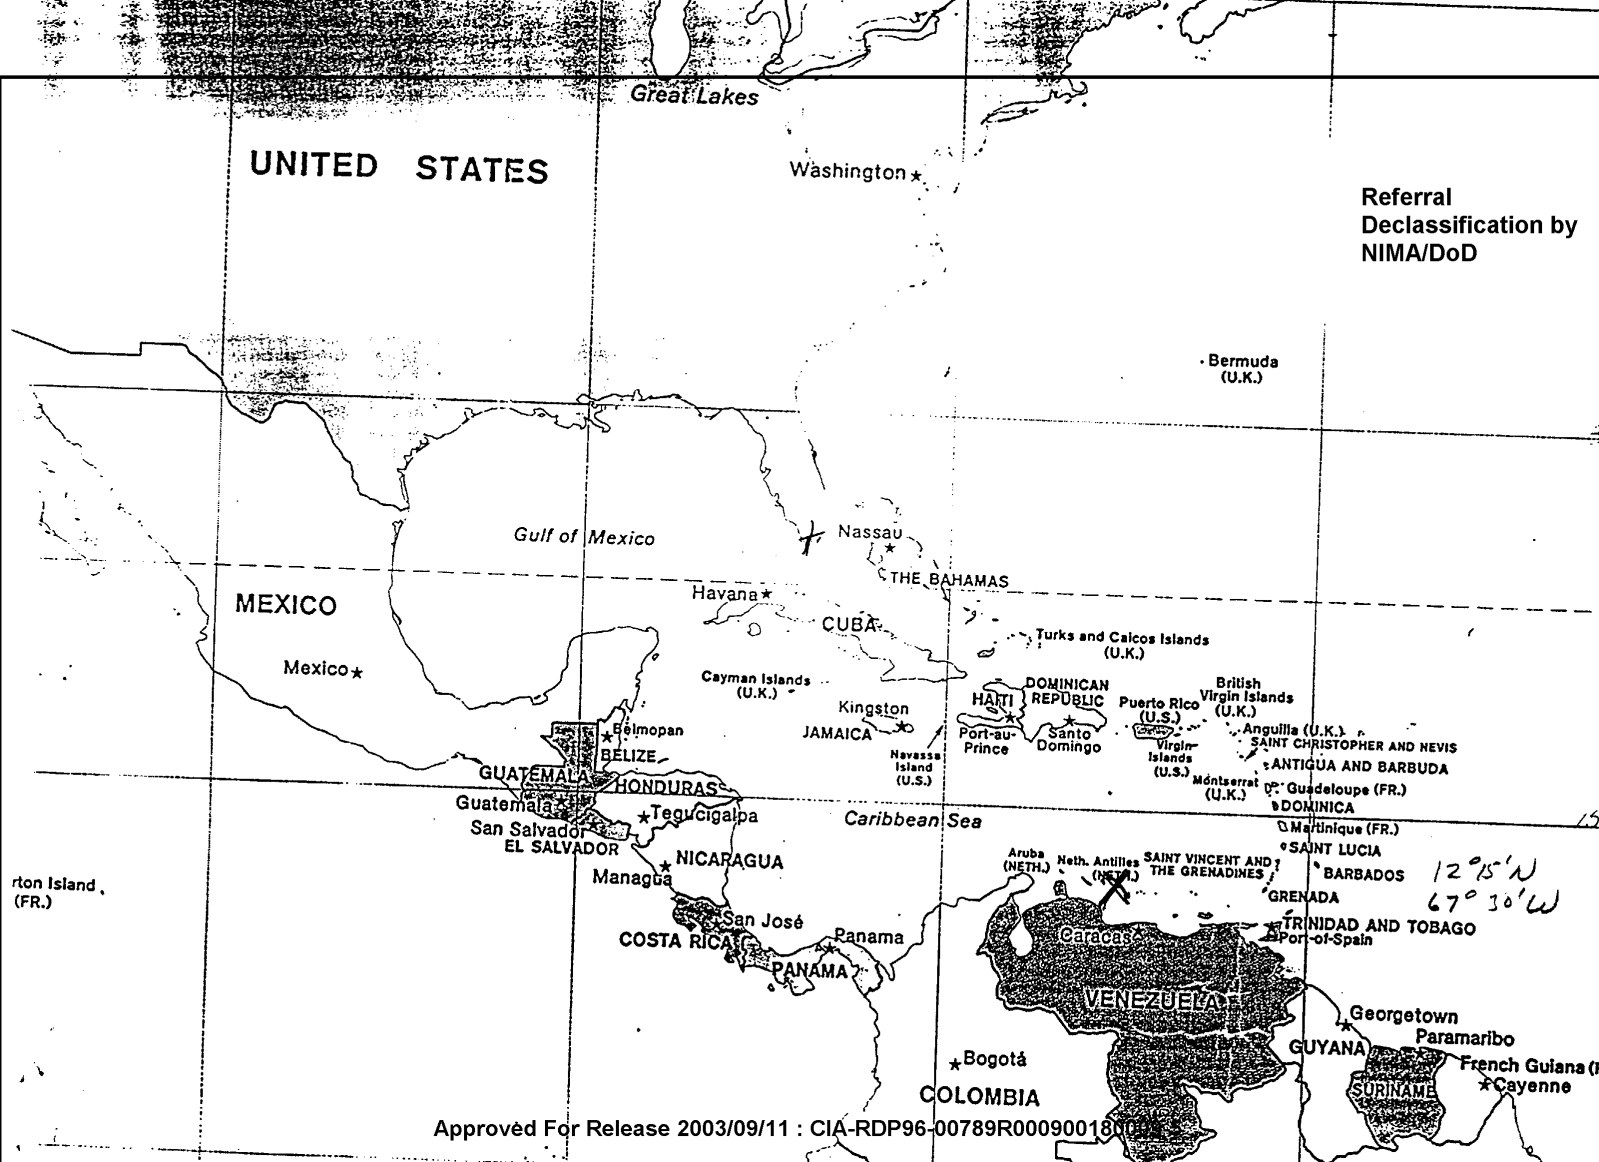 Great Lakes
UNITED STATES
Washington
Referral
Declassification by
NIMA/DoD
Bermuda
(U.K.)
Gulf of Mexico
Nassau
THE BAHAMAS
Havana
CUBA
MEXICO
Mexico
Turks and Caicos Islands
(U.K.)
Cayman Islands
(U.K.)
Kingston
JAMAICA
HAITI
Port-au-
Prince
DOMINICAN
REPUBLIC
Santo
Domingo
Navassa
Island
(U.S.)
Puerto Rico
(U.S.)
British
Virgin Islands
(U.K.)
Virgin
Islands
(U.S.)
Anguilla (U.K.)
SAINT CHRISTOPHER AND NEVIS
ANTIGUA AND BARBUDA
Montserrat
(U.K.)
Guadeloupe (FR.)
DOMINICA
Martinique (FR.)
SAINT LUCIA
BARBADOS
SAINT VINCENT AND
THE GRENADINES
GRENADA
TRINIDAD AND TOBAGO
Port-of-Spain
12°15'N
67°30'W
15
Belmopan
BELIZE
GUATEMALA
Guatemala
HONDURAS
Tegucigalpa
San Salvador
EL SALVADOR
NICARAGUA
Managua
Caribbean Sea
Aruba
(NETH.)
Neth. Antilles
(NETH.)
rton Island
(FR.)
San José
COSTA RICA
Panama
PANAMA
Caracas
VENEZUELA
Georgetown
GUYANA
Paramaribo
SURINAME
French Guiana (F
Cayenne
Bogotá
COLOMBIA
Approved For Release 2003/09/11 : CIA-RDP96-00789R000900180